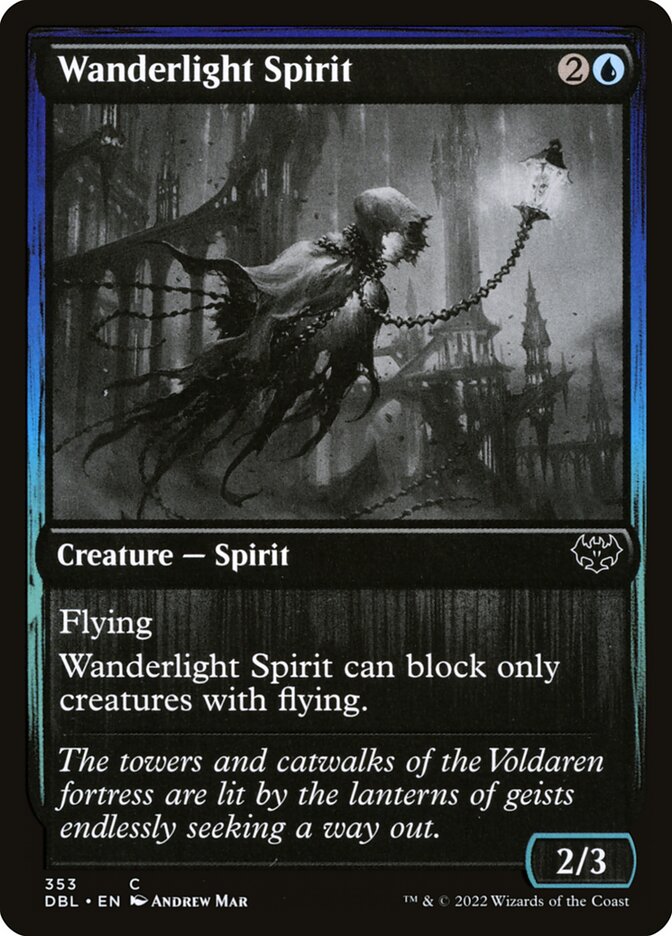 Wanderlight Spirit 2
Creature — Spirit
Flying
Wanderlight Spirit can block only
creatures with flying.
The towers and catwalks of the Voldaren
fortress are lit by the lanterns of geists
endlessly seeking a way out.
2/3
353 C
DBL • EN Andrew Mar ™ & © 2022 Wizards of the Coast